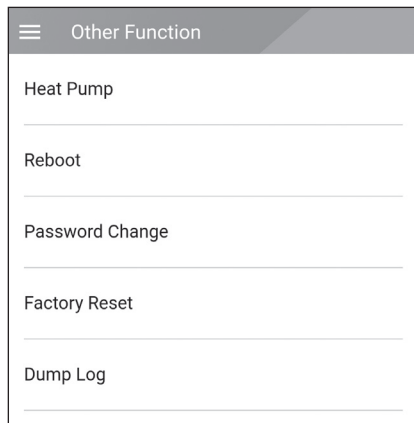 Other Function
Heat Pump
Reboot
Password Change
Factory Reset
Dump Log